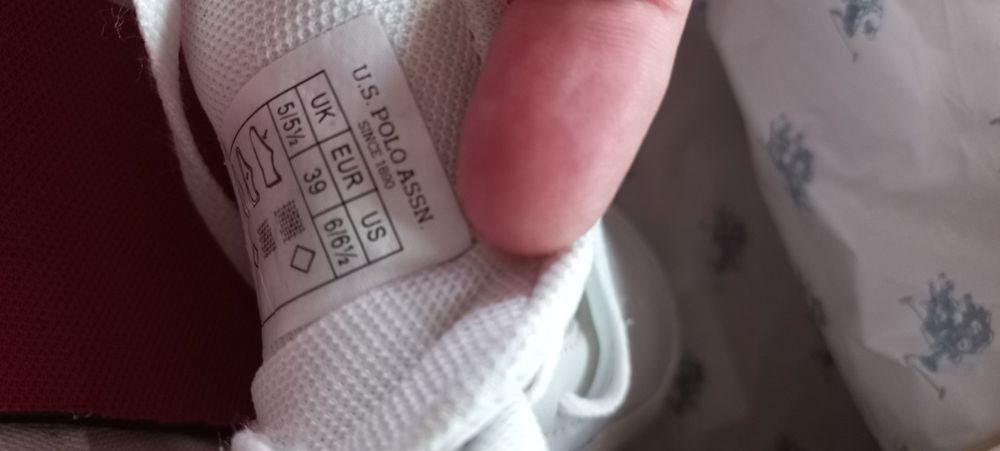 U.S. POLO ASSN.
SINCE 1890
UK EUR US
5/5½ 39 6/6½